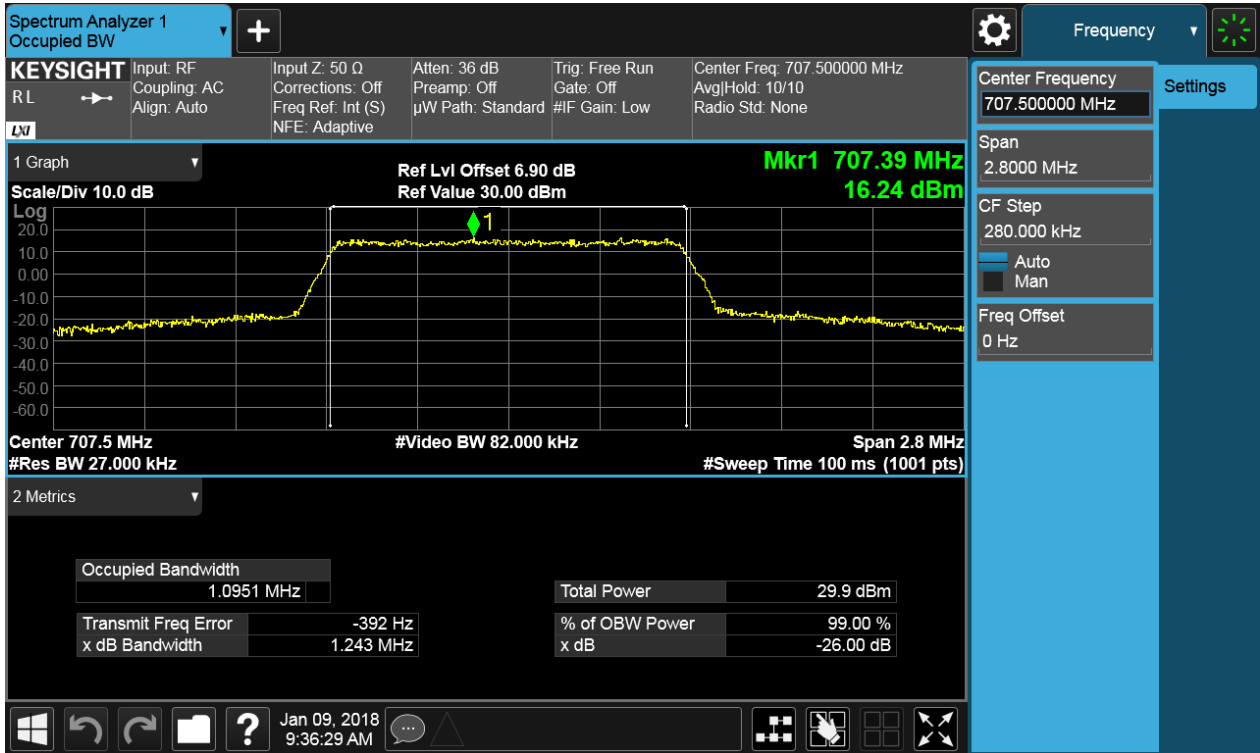 Spectrum Analyzer 1
Occupied BW
+
Frequency
KEYSIGHT
RL
LXI
Input: RF
Coupling: AC
Align: Auto
Input Z: 50 Ω
Corrections: Off
Freq Ref: Int (S)
NFE: Adaptive
Atten: 36 dB
Preamp: Off
µW Path: Standard
Trig: Free Run
Gate: Off
#IF Gain: Low
Center Freq: 707.500000 MHz
Avg|Hold: 10/10
Radio Std: None
Center Frequency
707.500000 MHz
Settings
Span
2.8000 MHz
CF Step
280.000 kHz
Auto
Man
Freq Offset
0 Hz
1 Graph
Scale/Div 10.0 dB
Ref Lvl Offset 6.90 dB
Ref Value 30.00 dBm
Mkr1 707.39 MHz
16.24 dBm
Log
1
20.0
10.0
0.00
-10.0
-20.0
-30.0
-40.0
-50.0
-60.0
Center 707.5 MHz
#Video BW 82.000 kHz
Span 2.8 MHz
#Res BW 27.000 kHz
#Sweep Time 100 ms (1001 pts)
2 Metrics
Occupied Bandwidth
1.0951 MHz
Total Power 29.9 dBm
Transmit Freq Error -392 Hz
% of OBW Power 99.00 %
x dB Bandwidth 1.243 MHz
x dB -26.00 dB
?
Jan 09, 2018
9:36:29 AM